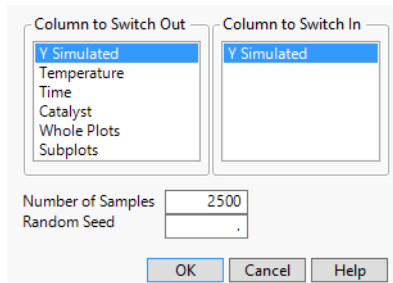 Column to Switch Out
Column to Switch In
Y Simulated
Temperature
Time
Catalyst
Whole Plots
Subplots
Y Simulated
Number of Samples 2500
Random Seed .
OK Cancel Help